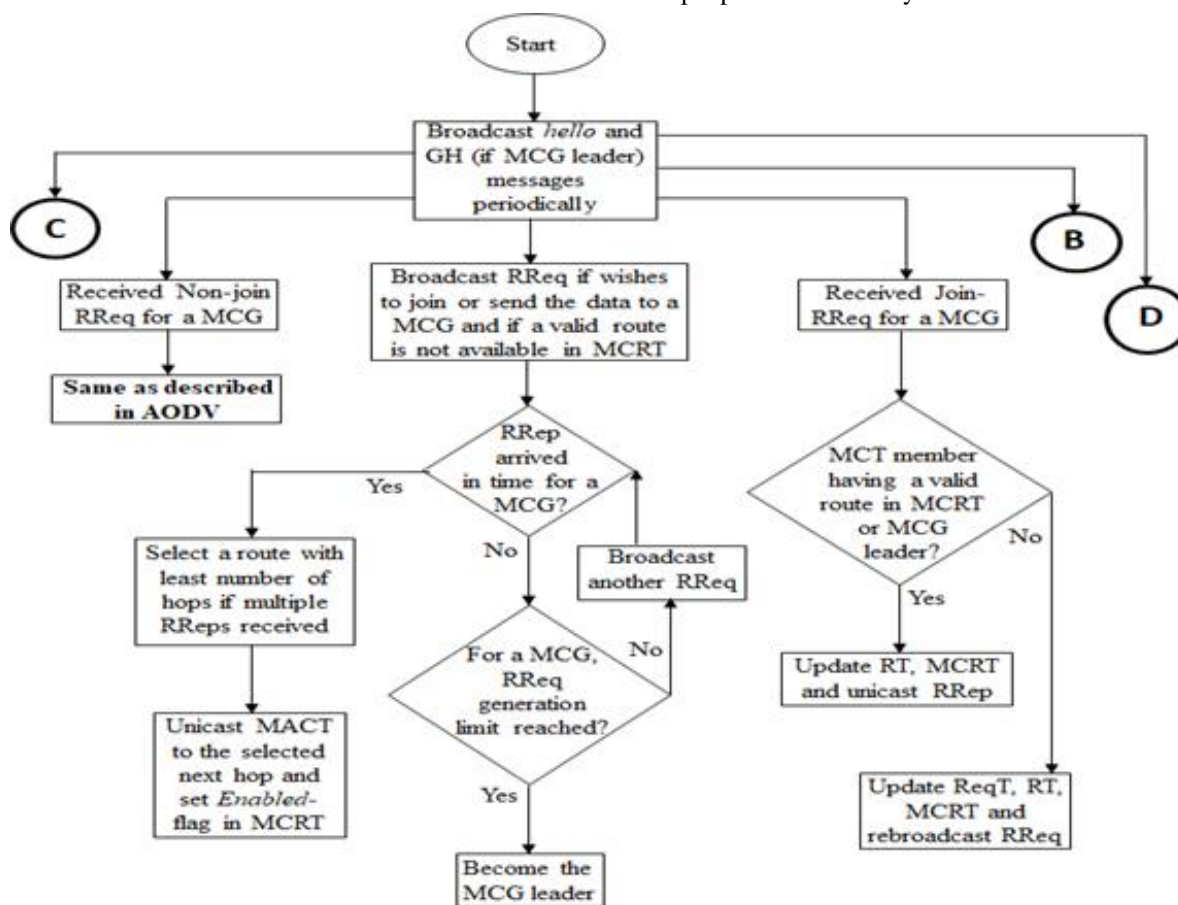 Start
Broadcast hello and
GH (if MCG leader)
messages
periodically
C
B
D
Received Non-join
RReq for a MCG
Same as described
in AODV
Broadcast RReq if wishes
to join or send the data to a
MCG and if a valid route
is not available in MCRT
Received Join-
RReq for a MCG
RRep
arrived
in time for a
MCG?
Yes
No
Select a route with
least number of
hops if multiple
RReps received
Unicast MACT
to the selected
next hop and
set Enabled-
flag in MCRT
Broadcast
another RReq
For a MCG,
RReq
generation
limit reached?
No
Yes
Become the
MCG leader
MCT member
having a valid
route in MCRT
or MCG
leader?
No
Yes
Update RT, MCRT
and unicast RRep
Update ReqT, RT,
MCRT and
rebroadcast RReq